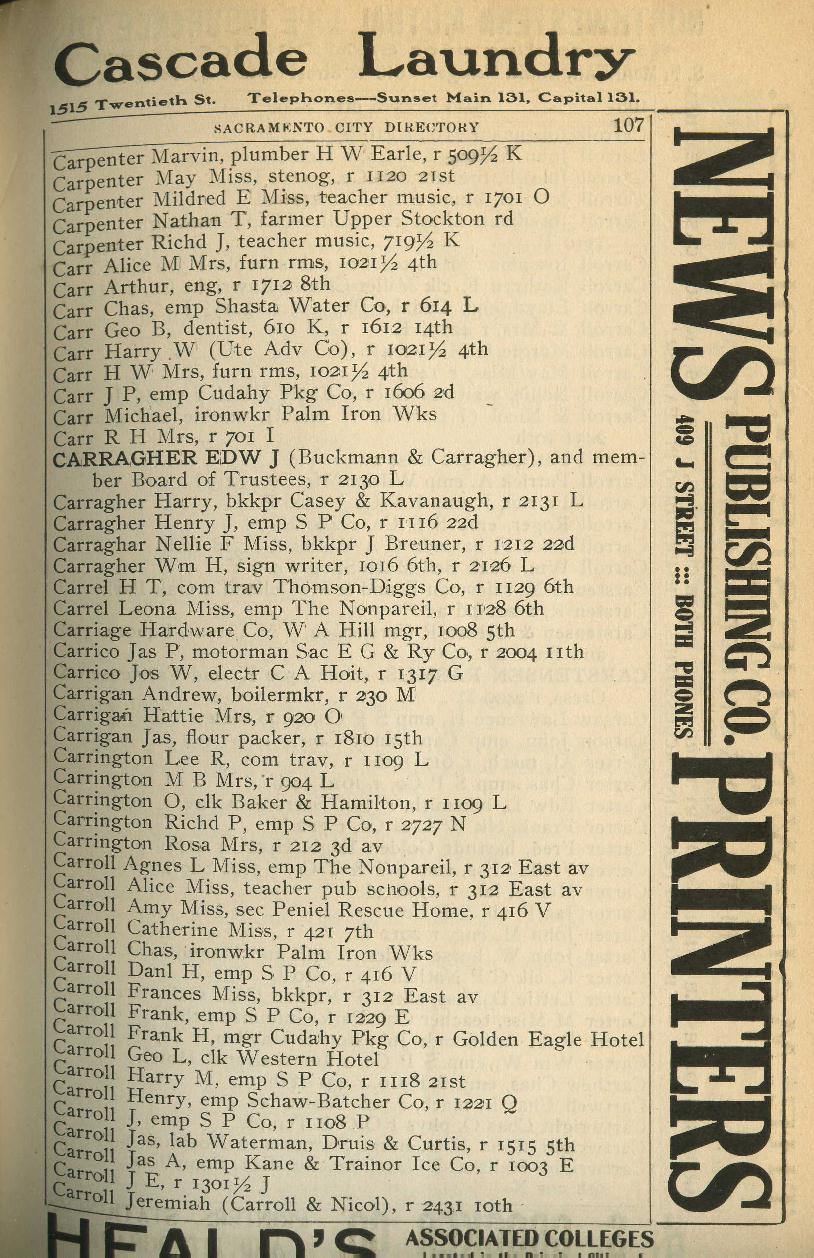 Cascade Laundry
1515 Twentieth St. Telephones—Sunset Main 131, Capital 131.
SACRAMENTO CITY DIRECTORY 107
Carpenter Marvin, plumber H W Earle, r 509½ K
Carpenter May Miss, stenog, r 1120 21st
Carpenter Mildred E Miss, teacher music, r 1701 O
Carpenter Nathan T, farmer Upper Stockton rd
Carpenter Richd J, teacher music, 719½ K
Carr Alice M Mrs, furn rms, 1021½ 4th
Carr Arthur, eng, r 1712 8th
Carr Chas, emp Shasta Water Co, r 614 L
Carr Geo B, dentist, 610 K, r 1612 14th
Carr Harry W (Ute Adv Co), r 1021½ 4th
Carr H W Mrs, furn rms, 1021½ 4th
Carr J P, emp Cudahy Pkg Co, r 1606 2d
Carr Michael, ironwkr Palm Iron Wks
Carr R H Mrs, r 701 I
CARRAGHER EDW J (Buckmann & Carragher), and mem-
ber Board of Trustees, r 2130 L
Carragher Harry, bkkpr Casey & Kavanaugh, r 2131 L
Carragher Henry J, emp S P Co, r 1116 22d
Carraghar Nellie F Miss, bkkpr J Breuner, r 1212 22d
Carragher Wm H, sign writer, 1016 6th, r 2126 L
Carrel H T, com trav Thomson-Diggs Co, r 1129 6th
Carrel Leona Miss, emp The Nonpareil, r 1128 6th
Carriage Hardware Co, W A Hill mgr, 1008 5th
Carrico Jas P, motorman Sac E G & Ry Co, r 2004 11th
Carrico Jos W, electr C A Hoit, r 1317 G
Carrigan Andrew, boilermkr, r 230 M
Carrigan Hattie Mrs, r 920 O
Carrigan Jas, flour packer, r 1810 15th
Carrington Lee R, com trav, r 1109 L
Carrington M B Mrs, r 904 L
Carrington O, clk Baker & Hamilton, r 1109 L
Carrington Richd P, emp S P Co, r 2727 N
Carrington Rosa Mrs, r 212 3d av
Carroll Agnes L Miss, emp The Nonpareil, r 312 East av
Carroll Alice Miss, teacher pub schools, r 312 East av
Carroll Amy Miss, sec Peniel Rescue Home, r 416 V
Carroll Catherine Miss, r 421 7th
Carroll Chas, ironwkr Palm Iron Wks
Carroll Danl H, emp S P Co, r 416 V
Carroll Frances Miss, bkkpr, r 312 East av
Carroll Frank, emp S P Co, r 1229 E
Carroll Frank H, mgr Cudahy Pkg Co, r Golden Eagle Hotel
Carroll Geo L, clk Western Hotel
Carroll Harry M, emp S P Co, r 1118 21st
Carroll Henry, emp Schaw-Batcher Co, r 1221 Q
Carroll J, emp S P Co, r 1108 P
Carroll Jas, lab Waterman, Druis & Curtis, r 1515 5th
Carroll Jas A, emp Kane & Trainor Ice Co, r 1003 E
Carroll J E, r 1301½ J
Carroll Jeremiah (Carroll & Nicol), r 2431 10th
NEWS PUBLISHING CO. PRINTERS
409 J STREET ::: BOTH PHONES
HEALD'S ASSOCIATED COLLEGES